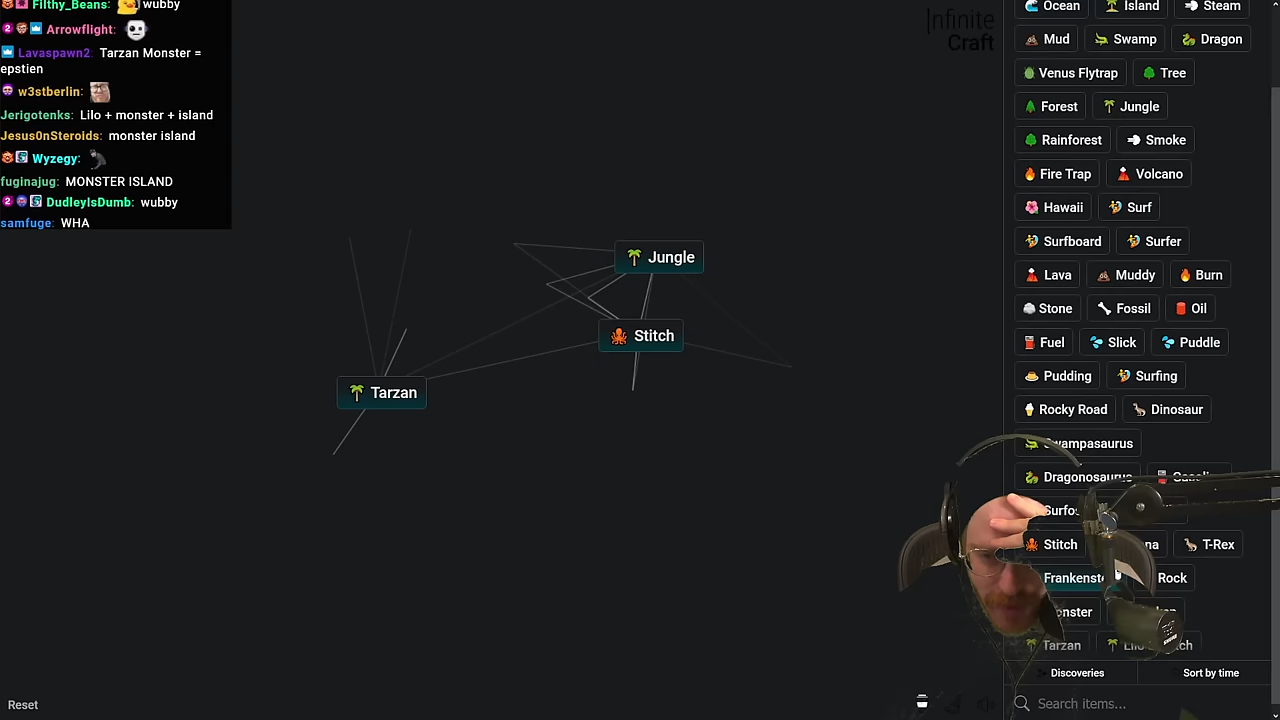 Filthy_Beans: wubby
Arrowflight:
Lavaspawn2: Tarzan Monster =
epstien
w3stberlin:
Jerigotenks: Lilo + monster + island
Jesus0nSteroids: monster island
Wyzegy:
fuginajug: MONSTER ISLAND
DudleyIsDumb: wubby
samfuge: WHA
Infinite
Craft
Jungle
Stitch
Tarzan
Ocean Island Steam
Mud Swamp Dragon
Venus Flytrap Tree
Forest Jungle
Rainforest Smoke
Fire Trap Volcano
Hawaii Surf
Surfboard Surfer
Lava Muddy Burn
Stone Fossil Oil
Fuel Slick Puddle
Pudding Surfing
Rocky Road Dinosaur
Swampasaurus
Dragonosaurus
Stitch T-Rex
Rock
Tarzan
Discoveries Sort by time
Search items...
Reset